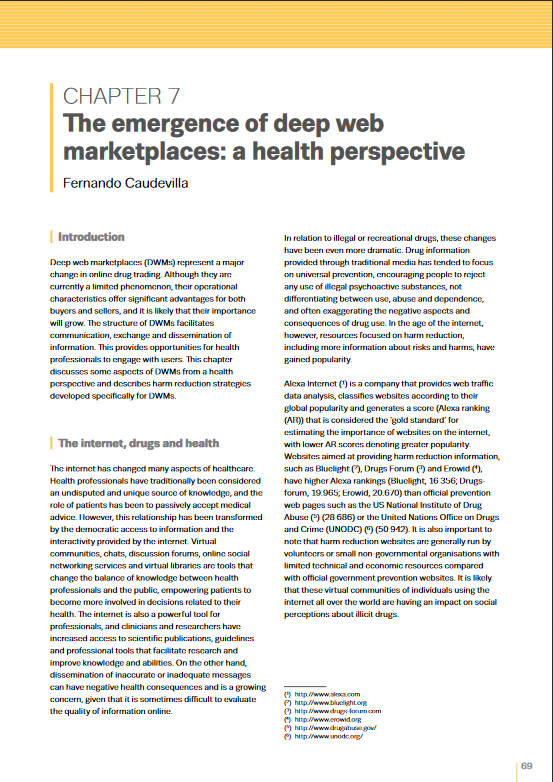 CHAPTER 7
The emergence of deep web
marketplaces: a health perspective
Fernando Caudevilla
Introduction
Deep web marketplaces (DWMs) represent a major
change in online drug trading. Although they are
currently a limited phenomenon, their operational
characteristics offer significant advantages for both
buyers and sellers, and it is likely that their importance
will grow. The structure of DWMs facilitates
communication, exchange and dissemination of
information. This provides opportunities for health
professionals to engage with users. This chapter
discusses some aspects of DWMs from a health
perspective and describes harm reduction strategies
developed specifically for DWMs.
The internet, drugs and health
The internet has changed many aspects of healthcare.
Health professionals have traditionally been considered
an undisputed and unique source of knowledge, and the
role of patients has been to passively accept medical
advice. However, this relationship has been transformed
by the democratic access to information and the
interactivity provided by the internet. Virtual
communities, chats, discussion forums, online social
networking services and virtual libraries are tools that
change the balance of knowledge between health
professionals and the public, empowering patients to
become more involved in decisions related to their
health. The internet is also a powerful tool for
professionals, and clinicians and researchers have
increased access to scientific publications, guidelines
and professional tools that facilitate research and
improve knowledge and abilities. On the other hand,
dissemination of inaccurate or inadequate messages
can have negative health consequences and is a growing
concern, given that it is sometimes difficult to evaluate
the quality of information online.
In relation to illegal or recreational drugs, these changes
have been even more dramatic. Drug information
provided through traditional media has tended to focus
on universal prevention, encouraging people to reject
any use of illegal psychoactive substances, not
differentiating between use, abuse and dependence,
and often exaggerating the negative aspects and
consequences of drug use. In the age of the internet,
however, resources focused on harm reduction,
including more information about risks and harms, have
gained popularity.
Alexa Internet (¹) is a company that provides web traffic
data analysis, classifies websites according to their
global popularity and generates a score (Alexa ranking
(AR)) that is considered the ‘gold standard’ for
estimating the importance of websites on the internet,
with lower AR scores denoting greater popularity.
Websites aimed at providing harm reduction information,
such as Bluelight (²), Drugs Forum (³) and Erowid (⁴),
have higher Alexa rankings (Bluelight, 16 356; Drugs-
forum, 19.965; Erowid, 20.670) than official prevention
web pages such as the US National Institute of Drug
Abuse (⁵) (28 686) or the United Nations Office on Drugs
and Crime (UNODC) (⁶) (50 942). It is also important to
note that harm reduction websites are generally run by
volunteers or small non-governmental organisations with
limited technical and economic resources compared
with official government prevention websites. It is likely
that these virtual communities of individuals using the
internet all over the world are having an impact on social
perceptions about illicit drugs.
(¹) http://www.alexa.com
(²) http://www.bluelight.org
(³) http://www.drugs-forum.com
(⁴) http://www.erowid.org
(⁵) http://www.drugabuse.gov/
(⁶) http://www.unodc.org/
69